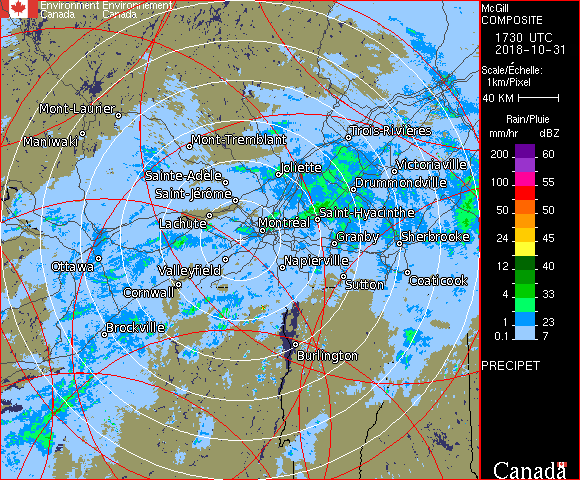 Environment Environnement
Canada Canada
Mont-Laurier
Maniwaki
Mont-Tremblant
Trois-Rivières
Sainte-Adèle
Joliette
Victoriaville
Saint-Jérôme
Drummondville
Lachute
Montréal
Saint-Hyacinthe
Granby
Sherbrooke
Ottawa
Valleyfield
Napierville
Cornwall
Sutton
Coaticook
Brockville
Burlington
McGill
COMPOSITE
1730 UTC
2018-10-31
Scale/Échelle:
1km/Pixel
40 KM
Rain/Pluie
mm/hr dBZ
200 60
100 55
50 50
24 45
12 40
4 33
1 23
0.1 7
PRECIPET
Canada